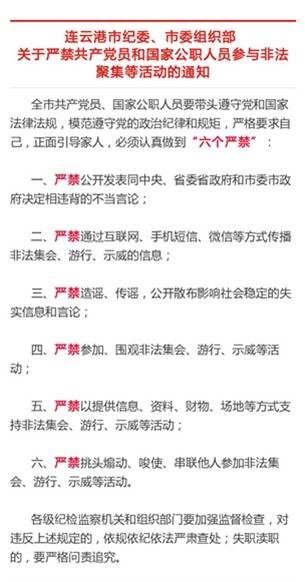 连云港市纪委、市委组织部
关于严禁共产党员和国家公职人员参与非法
聚集等活动的通知
全市共产党员、国家公职人员要带头遵守党和国家
法律法规，模范遵守党的政治纪律和规矩，严格要求自
己，正面引导家人，必须认真做到“六个严禁”：
一、严禁公开发表同中央、省委省政府和市委市政
府决定相违背的不当言论；
二、严禁通过互联网、手机短信、微信等方式传播
非法集会、游行、示威的信息；
三、严禁造谣、传谣，公开散布影响社会稳定的失
实信息和言论；
四、严禁参加、围观非法集会、游行、示威等活
动；
五、严禁以提供信息、资料、财物、场地等方式支
持非法集会、游行、示威等活动；
六、严禁挑头煽动、唆使、串联他人参加非法集
会、游行、示威等活动。
各级纪检监察机关和组织部门要加强监督检查，对
违反上述规定的，依规依纪依法严肃查处；失职渎职
的，要严格问责追究。